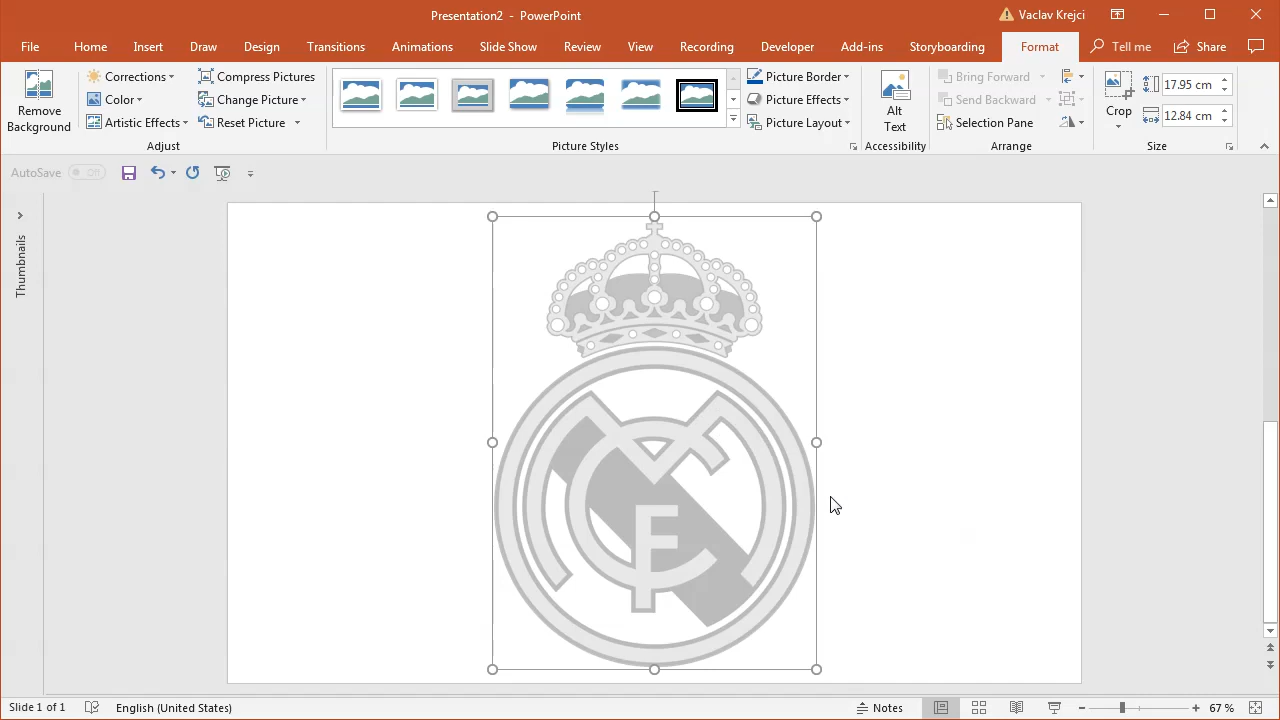 Presentation2 - PowerPoint
Vaclav Krejci
File Home Insert Draw Design Transitions Animations Slide Show Review View Recording Developer Add-ins Storyboarding Format Tell me Share
Remove Background
Corrections
Color
Artistic Effects
Compress Pictures
Change Picture
Reset Picture
Adjust
Picture Styles
Picture Border
Picture Effects
Picture Layout
Alt Text
Accessibility
Bring Forward
Send Backward
Selection Pane
Arrange
Crop
17.95 cm
12.84 cm
Size
AutoSave Off
Thumbnails
Slide 1 of 1 English (United States) Notes 67 %